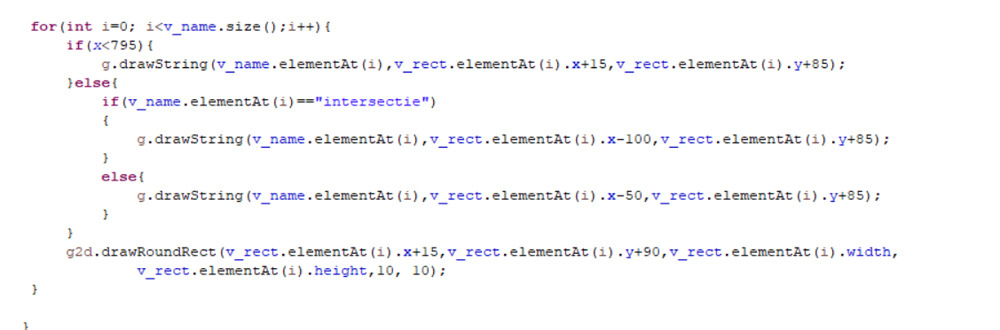 for(int i=0; i<v_name.size();i++){
if(x<795){
g.drawString(v_name.elementAt(i),v_rect.elementAt(i).x+15,v_rect.elementAt(i).y+85);
}else{
if(v_name.elementAt(i)=="intersectie")
{
g.drawString(v_name.elementAt(i),v_rect.elementAt(i).x-100,v_rect.elementAt(i).y+85);
}
else{
g.drawString(v_name.elementAt(i),v_rect.elementAt(i).x-50,v_rect.elementAt(i).y+85);
}
}
g2d.drawRoundRect(v_rect.elementAt(i).x+15,v_rect.elementAt(i).y+90,v_rect.elementAt(i).width,
v_rect.elementAt(i).height,10, 10);
}
}